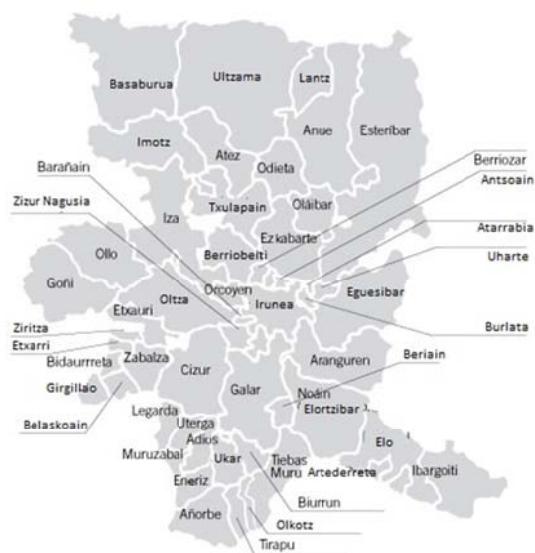 Basaburua
Ultzama
Lantz
Imotz
Atez
Anue
Esteribar
Odieta
Barañain
Berriozar
Antsoain
Zizur Nagusia
Txulapain
Oláibar
Iza
Atarrabia
Ezkabarte
Uharte
Ollo
Berriobeiti
Goñi
Orcoyen
Eguesibar
Oltza
Irunea
Etxauri
Burlata
Ziritza
Etxarri
Beriain
Bidaurrreta
Zabalza
Aranguren
Cizur
Girgillao
Galar
Noáin
Elortzibar
Belaskoain
Legarda
Uterga
Adios
Muruzabal
Ukar
Tiebas
Muru
Artederreta
Elo
Ibargoiti
Eneriz
Biurrun
Añorbe
Olkotz
Tirapu